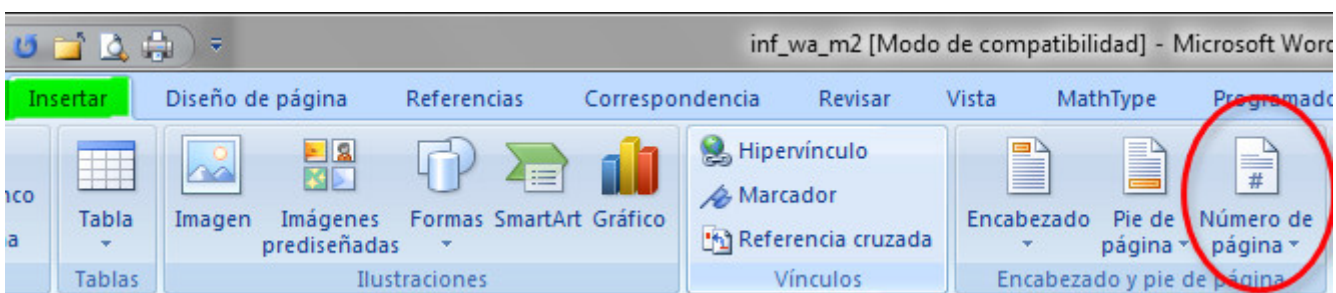 inf_wa_m2 [Modo de compatibilidad] - Microsoft Word
Insertar Diseño de página Referencias Correspondencia Revisar Vista MathType Programado
Hipervínculo
Marcador
nco Tabla Imagen Imágenes prediseñadas Formas SmartArt Gráfico Encabezado Pie de página Número de página #
a Referencia cruzada
Tablas Ilustraciones Vínculos Encabezado y pie de página